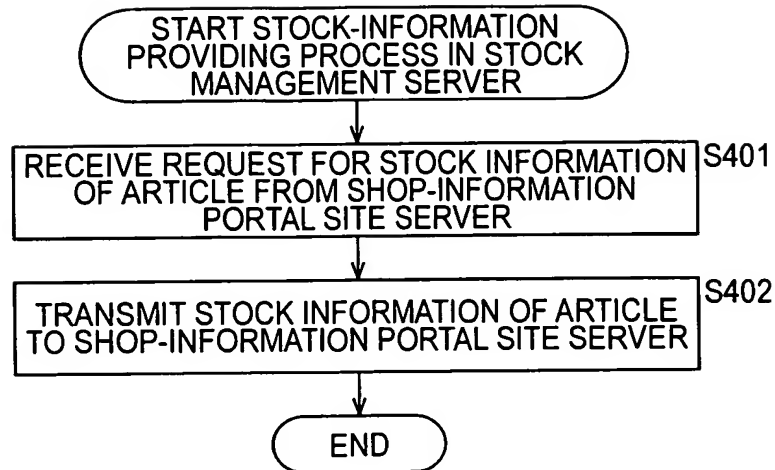 START STOCK-INFORMATION
PROVIDING PROCESS IN STOCK
MANAGEMENT SERVER
RECEIVE REQUEST FOR STOCK INFORMATION
OF ARTICLE FROM SHOP-INFORMATION
PORTAL SITE SERVER
S401
TRANSMIT STOCK INFORMATION OF ARTICLE
TO SHOP-INFORMATION PORTAL SITE SERVER
S402
END